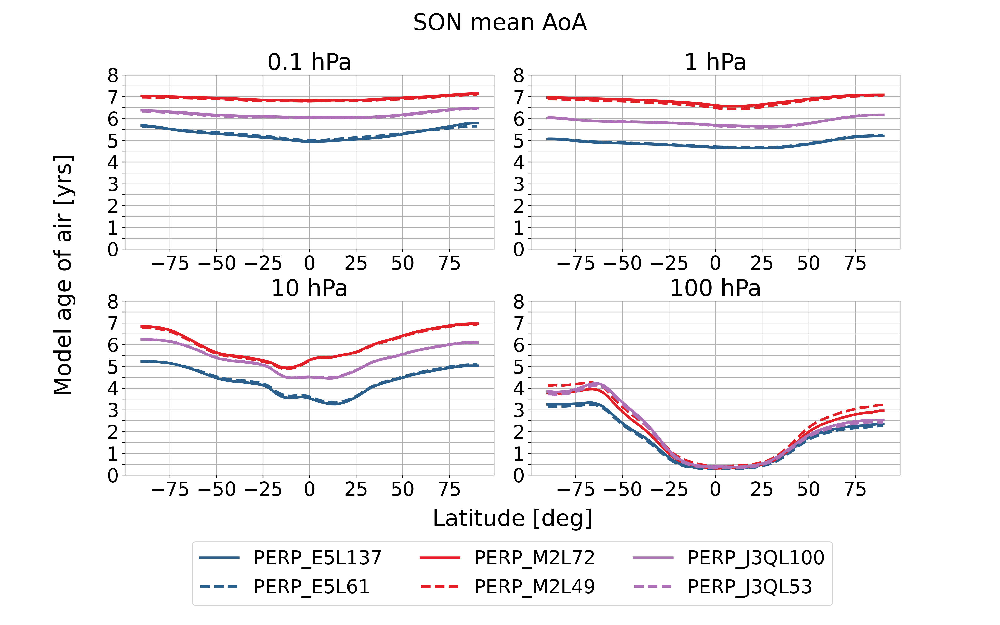 SON mean AoA
0.1 hPa
1 hPa
8
7
6
5
4
3
2
1
0
−75 −50 −25 0 25 50 75
8
7
6
5
4
3
2
1
0
−75 −50 −25 0 25 50 75
Model age of air [yrs]
10 hPa
100 hPa
8
7
6
5
4
3
2
1
0
−75 −50 −25 0 25 50 75
8
7
6
5
4
3
2
1
0
−75 −50 −25 0 25 50 75
Latitude [deg]
PERP_E5L137 PERP_M2L72 PERP_J3QL100
PERP_E5L61 PERP_M2L49 PERP_J3QL53